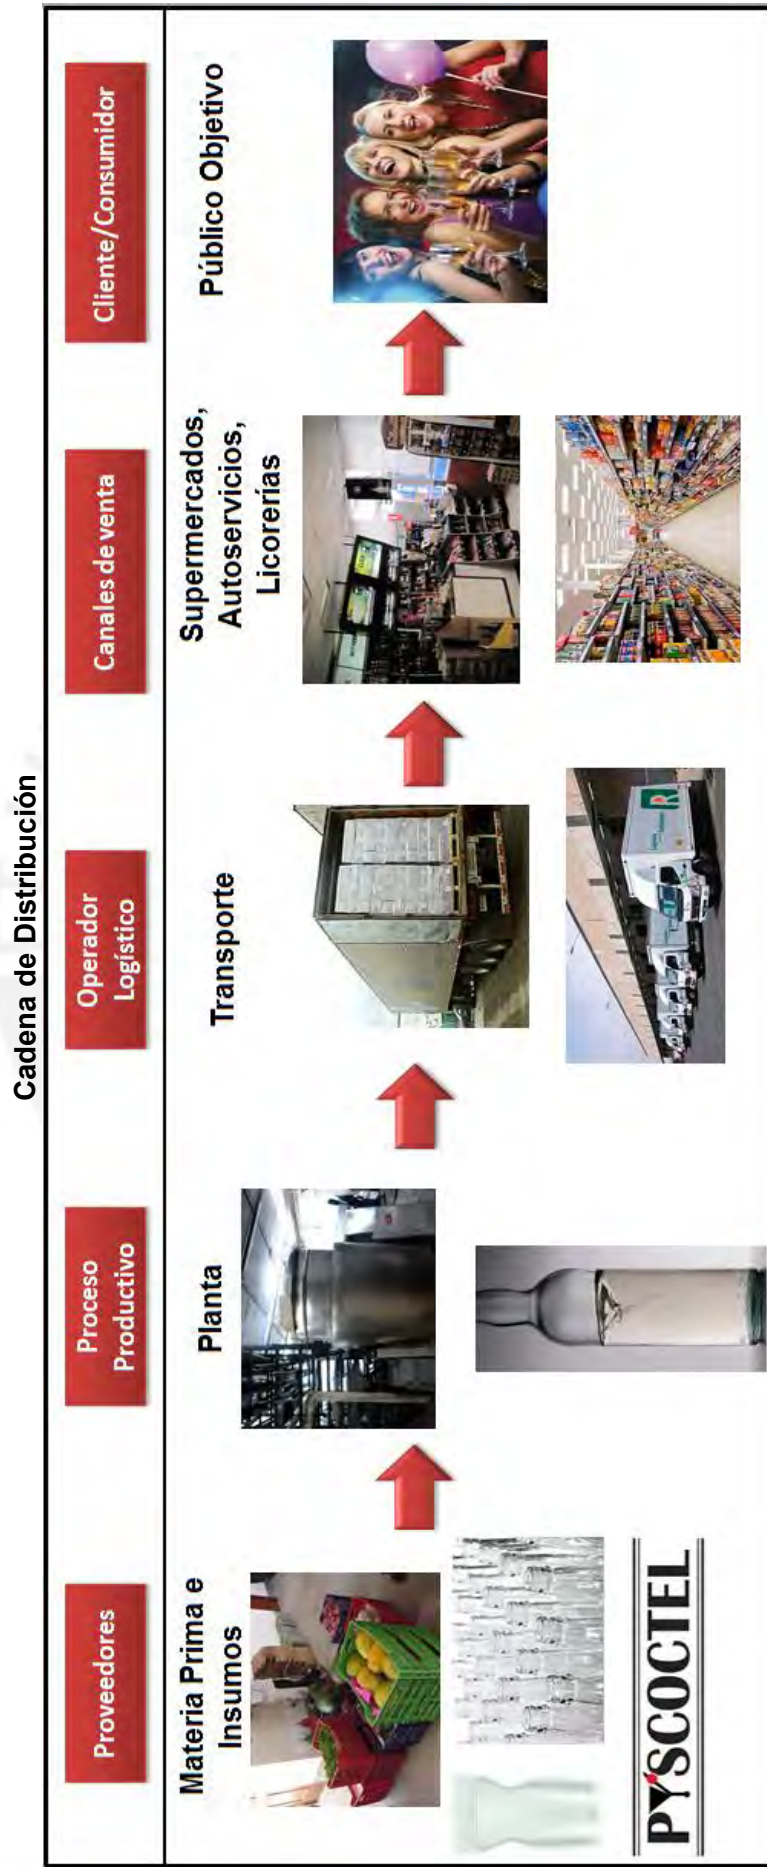 Cadena de Distribución
Proveedores
Proceso
Productivo
Operador
Logístico
Canales de venta
Cliente/Consumidor
Materia Prima e
Insumos
Planta
Transporte
Supermercados,
Autoservicios,
Licorerías
Público Objetivo
PYSCOCTEL